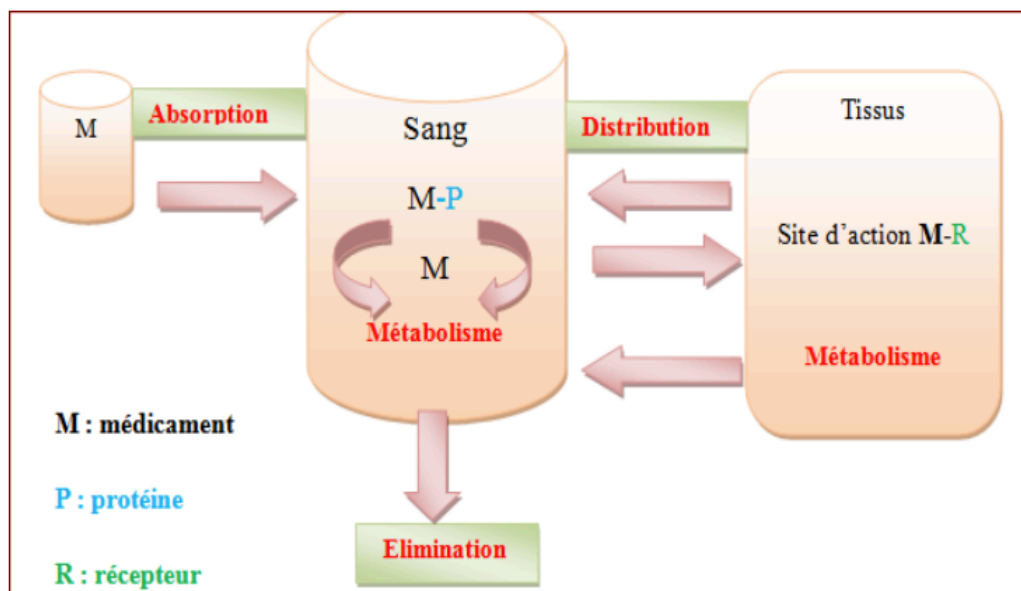 M
Absorption
Sang
M-P
M
Métabolisme
Distribution
Tissus
Site d’action M-R
Métabolisme
M : médicament
P : protéine
R : récepteur
Elimination